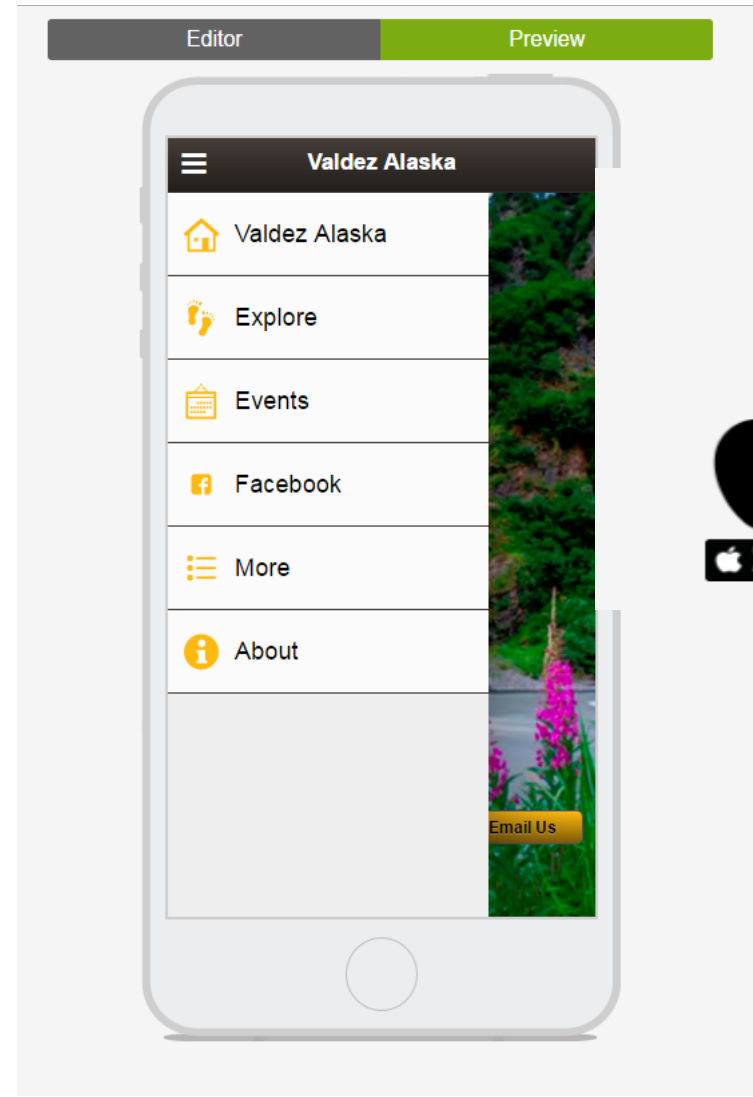 Editor
Preview
Valdez Alaska
Valdez Alaska
Explore
Events
Facebook
More
About
Email Us